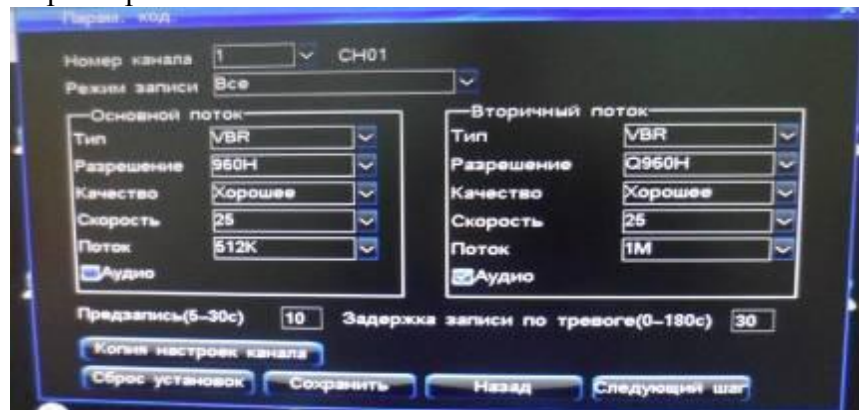 Парам. код
Номер канала 1 CH01
Режим записи Все
Основной поток Вторичный поток
Тип VBR Тип VBR
Разрешение 960H Разрешение Q960H
Качество Хорошее Качество Хорошее
Скорость 25 Скорость 25
Поток 512K Поток 1M
Аудио Аудио
Предзапись(5–30с) 10 Задержка записи по тревоге(0–180с) 30
Копия настроек канала
Сброс установок Сохранить Назад Следующий шаг